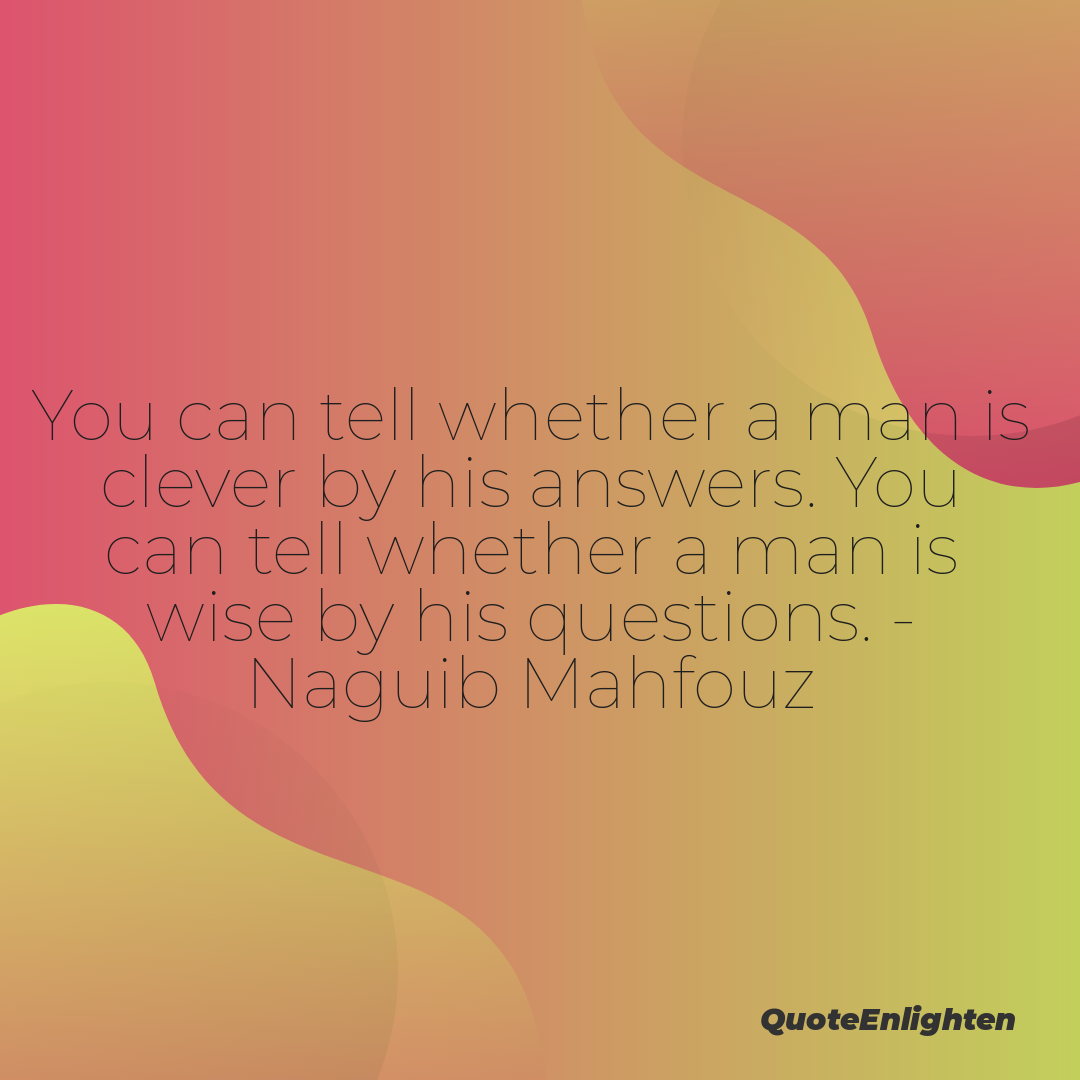 You can tell whether a man is
clever by his answers. You
can tell whether a man is
wise by his questions. -
Naguib Mahfouz
QuoteEnlighten